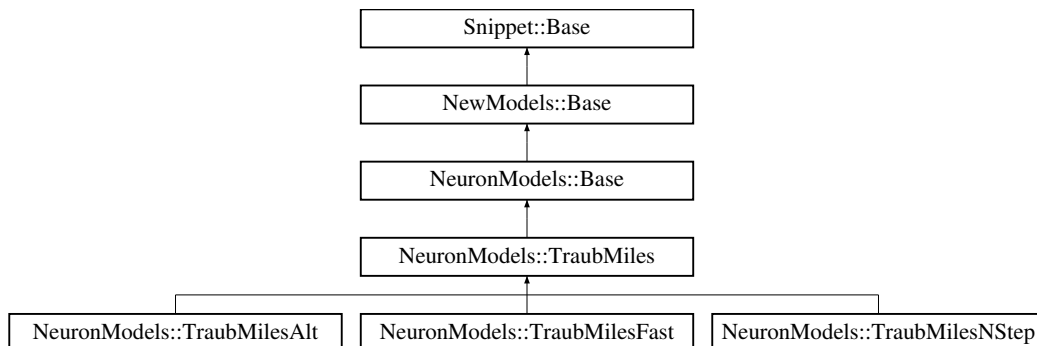 Snippet::Base
NewModels::Base
NeuronModels::Base
NeuronModels::TraubMiles
NeuronModels::TraubMilesAlt
NeuronModels::TraubMilesFast
NeuronModels::TraubMilesNStep